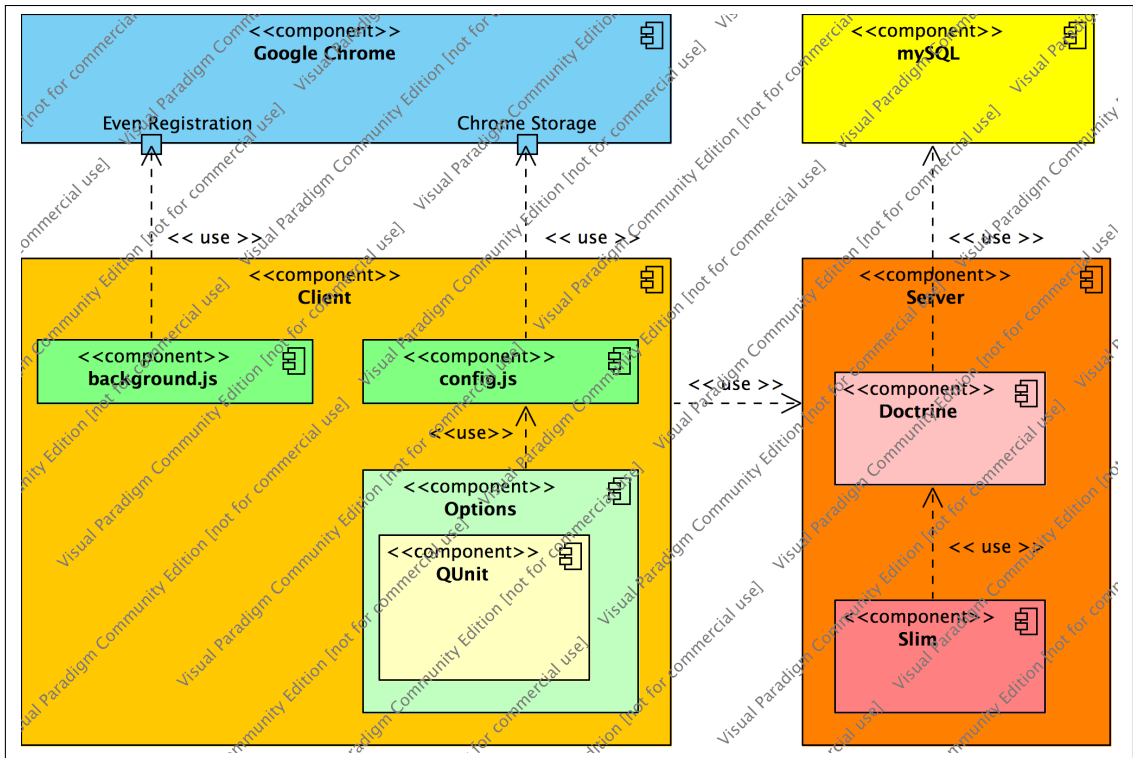 <<component>>
Google Chrome
Even Registration
Chrome Storage
<<component>>
mySQL
<< use >>
<< use >>
<< use >>
<<component>>
Client
<<component>>
background.js
<<component>>
config.js
<<use>>
<<component>>
Options
<<component>>
QUnit
<< use >>
<<component>>
Server
<<component>>
Doctrine
<< use >>
<<component>>
Slim
Visual Paradigm Community Edition [not for commercial use]